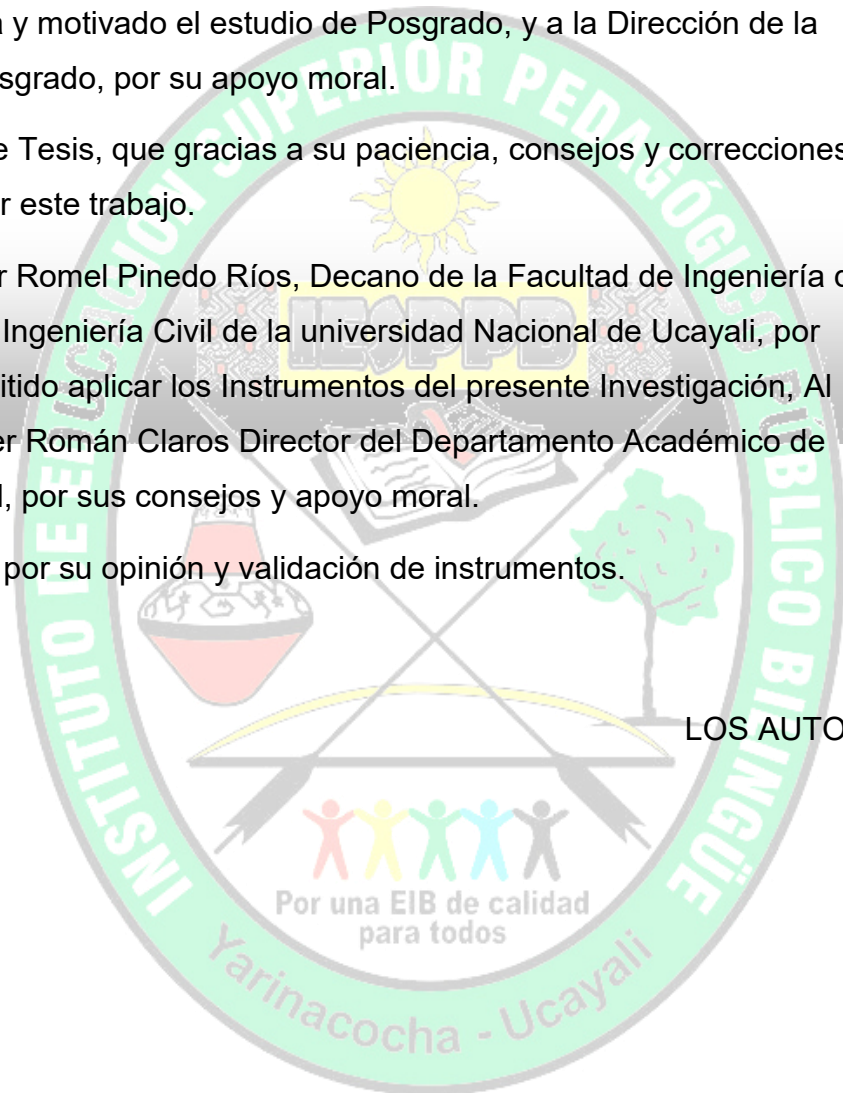 a y motivado el estudio de Posgrado, y a la Dirección de la
sgrado, por su apoyo moral.
e Tesis, que gracias a su paciencia, consejos y correcciones
r este trabajo.
r Romel Pinedo Ríos, Decano de la Facultad de Ingeniería
Ingeniería Civil de la universidad Nacional de Ucayali, por
itido aplicar los Instrumentos del presente Investigación, Al
er Román Claros Director del Departamento Académico de
l, por sus consejos y apoyo moral.
por su opinión y validación de instrumentos.
LOS AUTO
INSTITUTO DE EDUCACION SUPERIOR PEDAGÓGICO PÚBLICO BILINGÜE
IESPPB
Por una EIB de calidad
para todos
Yarinacocha - Ucayali